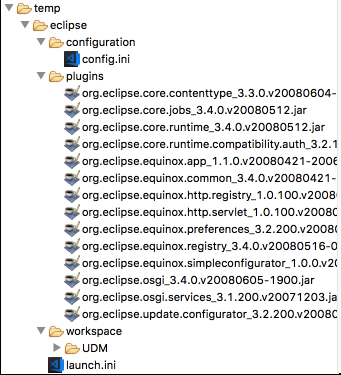 temp
eclipse
configuration
config.ini
plugins
org.eclipse.core.contenttype_3.3.0.v20080604-
org.eclipse.core.jobs_3.4.0.v20080512.jar
org.eclipse.core.runtime_3.4.0.v20080512.jar
org.eclipse.core.runtime.compatibility.auth_3.2.1
org.eclipse.equinox.app_1.1.0.v20080421-2006
org.eclipse.equinox.common_3.4.0.v20080421-
org.eclipse.equinox.http.registry_1.0.100.v20080
org.eclipse.equinox.http.servlet_1.0.100.v20080
org.eclipse.equinox.preferences_3.2.200.v20080
org.eclipse.equinox.registry_3.4.0.v20080516-0
org.eclipse.equinox.simpleconfigurator_1.0.0.v20
org.eclipse.osgi_3.4.0.v20080605-1900.jar
org.eclipse.osgi.services_3.1.200.v20071203.ja
org.eclipse.update.configurator_3.2.200.v20080
workspace
UDM
launch.ini